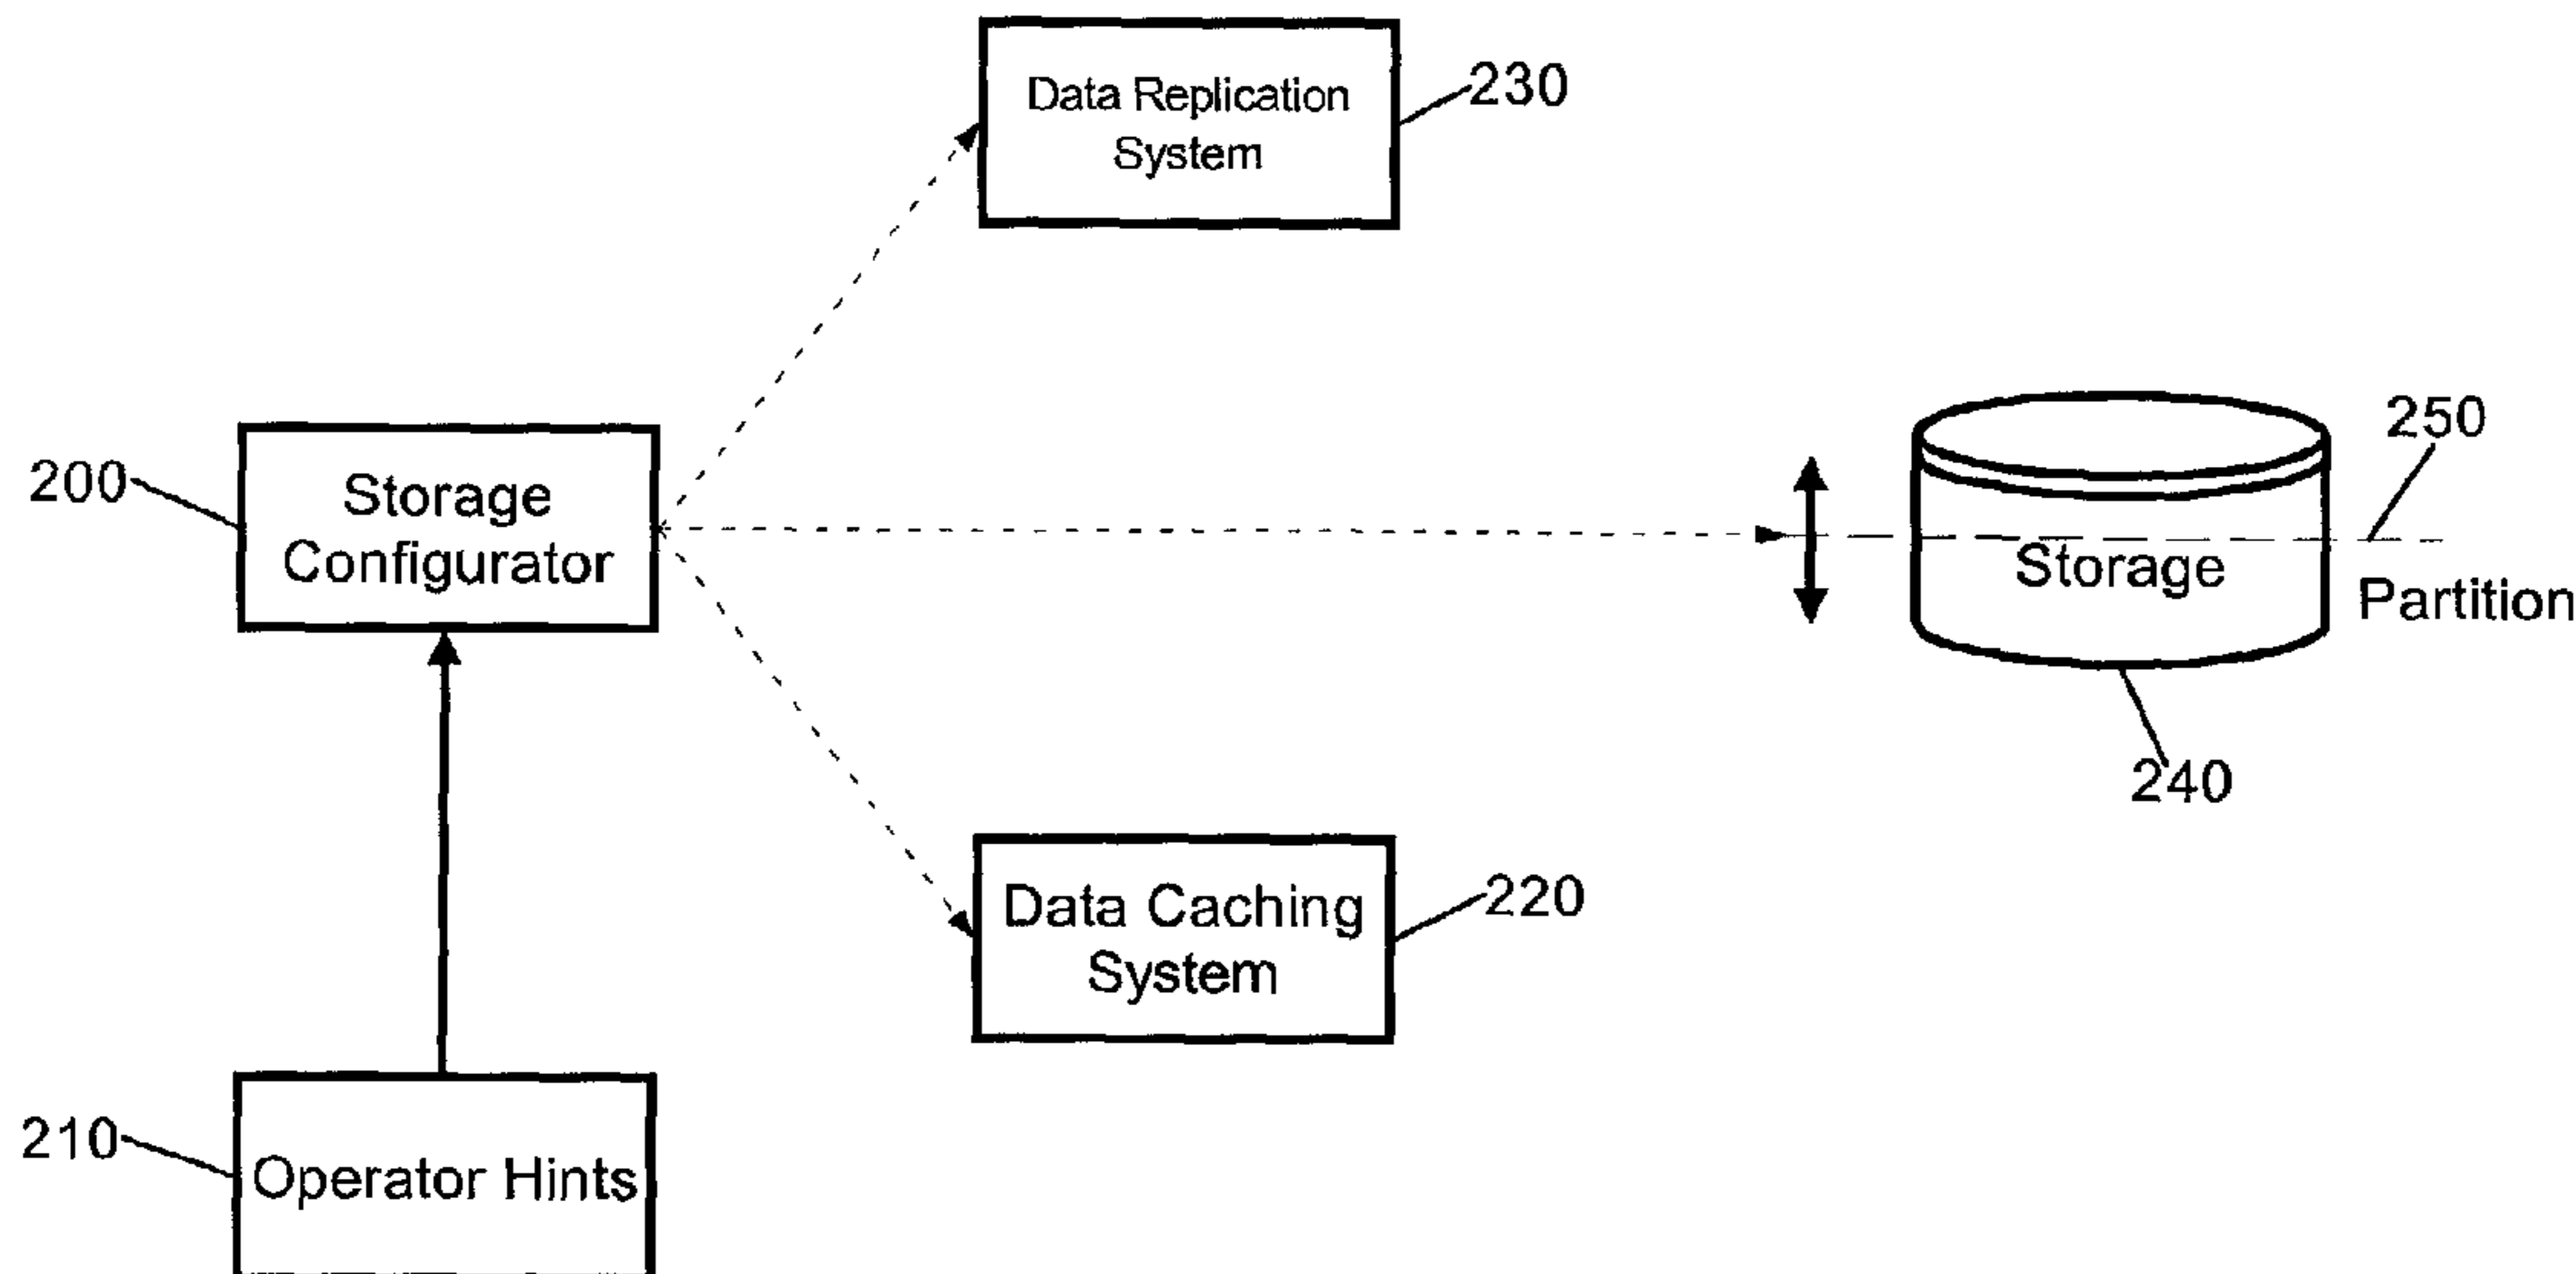 Data Replication
System
230
250
200
Storage
Configurator
Storage
Partition
240
Data Caching
System
220
210
Operator Hints